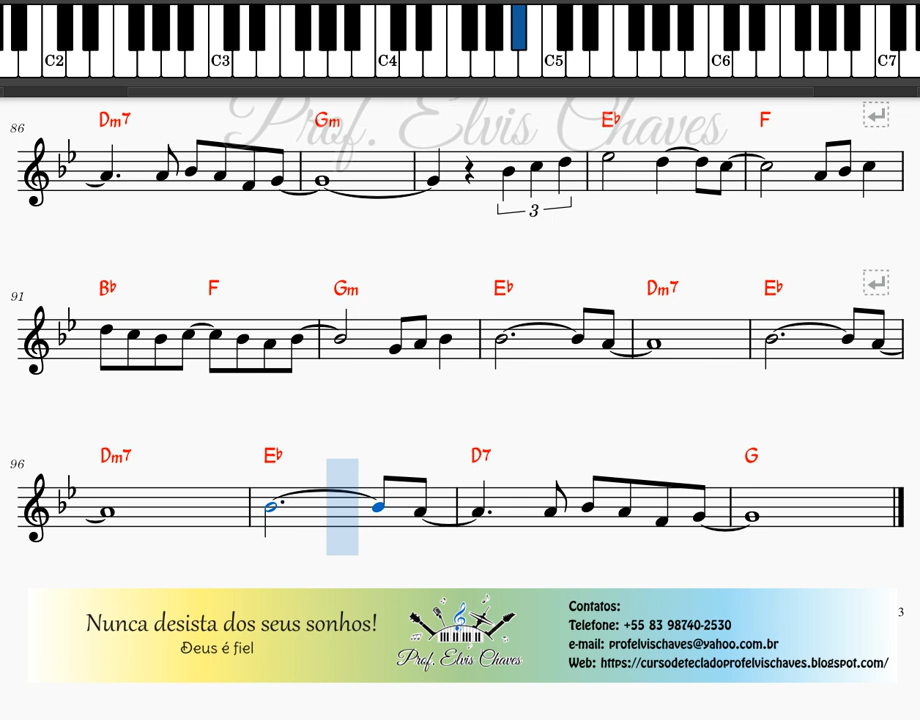 C2 C3 C4 C5 C6 C7
Prof. Elvis Chaves
86 Dm7 Gm E♭ F
3
91 B♭ F Gm E♭ Dm7 E♭
96 Dm7 E♭ D7 G
3
Nunca desista dos seus sonhos!
Deus é fiel
Prof. Elvis Chaves
Contatos:
Telefone: +55 83 98740-2530
e-mail: profelvischaves@yahoo.com.br
Web: https://cursodetecladoprofelvischaves.blogspot.com/